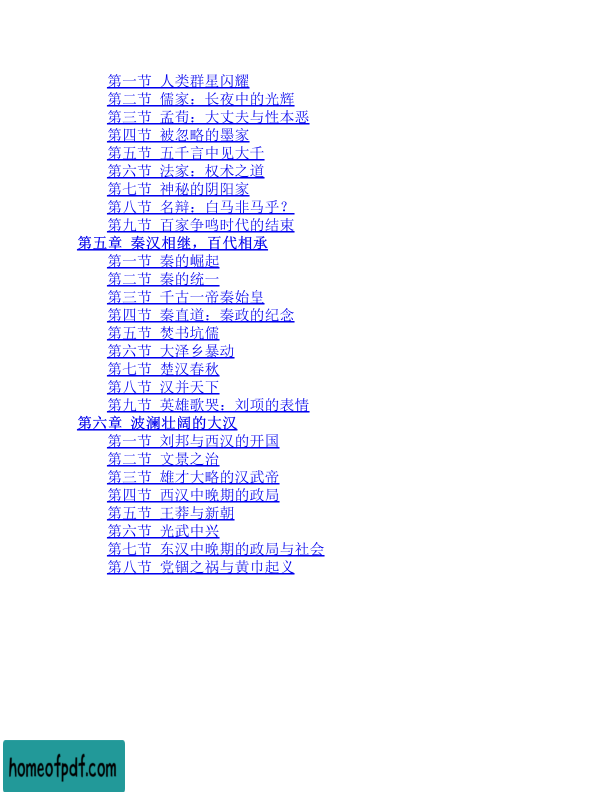 第一节 人类群星闪耀
第二节 儒家：长夜中的光辉
第三节 孟荀：大丈夫与性本恶
第四节 被忽略的墨家
第五节 五千言中见大千
第六节 法家：权术之道
第七节 神秘的阴阳家
第八节 名辩：白马非马乎？
第九节 百家争鸣时代的结束
第五章 秦汉相继，百代相承
第一节 秦的崛起
第二节 秦的统一
第三节 千古一帝秦始皇
第四节 秦直道：秦政的纪念
第五节 焚书坑儒
第六节 大泽乡暴动
第七节 楚汉春秋
第八节 汉并天下
第九节 英雄歌哭：刘项的表情
第六章 波澜壮阔的大汉
第一节 刘邦与西汉的开国
第二节 文景之治
第三节 雄才大略的汉武帝
第四节 西汉中晚期的政局
第五节 王莽与新朝
第六节 光武中兴
第七节 东汉中晚期的政局与社会
第八节 党锢之祸与黄巾起义
homeofpdf.com